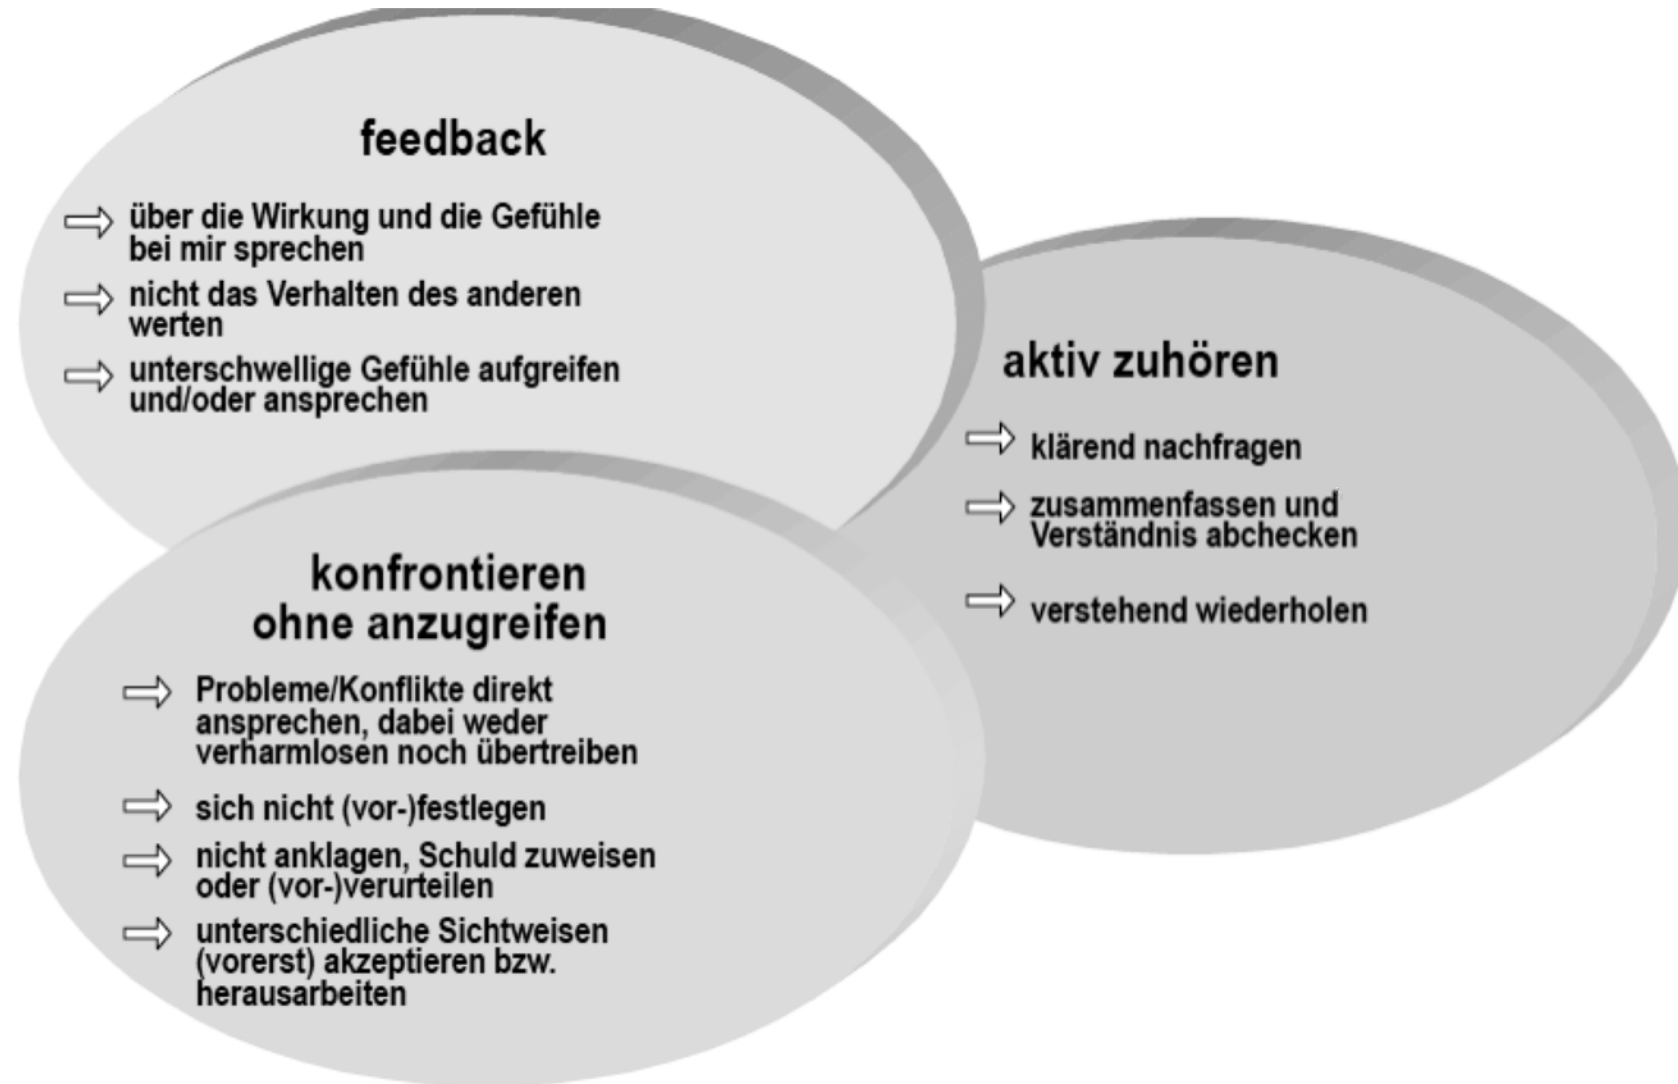 feedback
über die Wirkung und die Gefühle
bei mir sprechen
nicht das Verhalten des anderen
werten
unterschwellige Gefühle aufgreifen
und/oder ansprechen
aktiv zuhören
klärend nachfragen
zusammenfassen und
Verständnis abchecken
verstehend wiederholen
konfrontieren
ohne anzugreifen
Probleme/Konflikte direkt
ansprechen, dabei weder
verharmlosen noch übertreiben
sich nicht (vor-)festlegen
nicht anklagen, Schuld zuweisen
oder (vor-)verurteilen
unterschiedliche Sichtweisen
(vorerst) akzeptieren bzw.
herausarbeiten